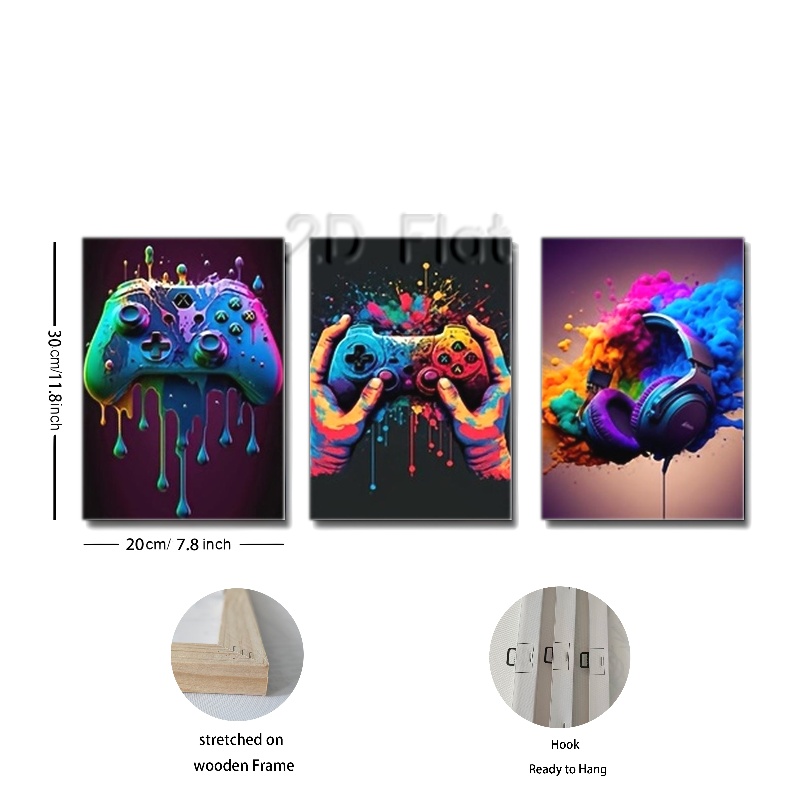 2D Flat
30cm/11.8inch
20cm/ 7.8 inch
stretched on
wooden Frame
Hook
Ready to Hang